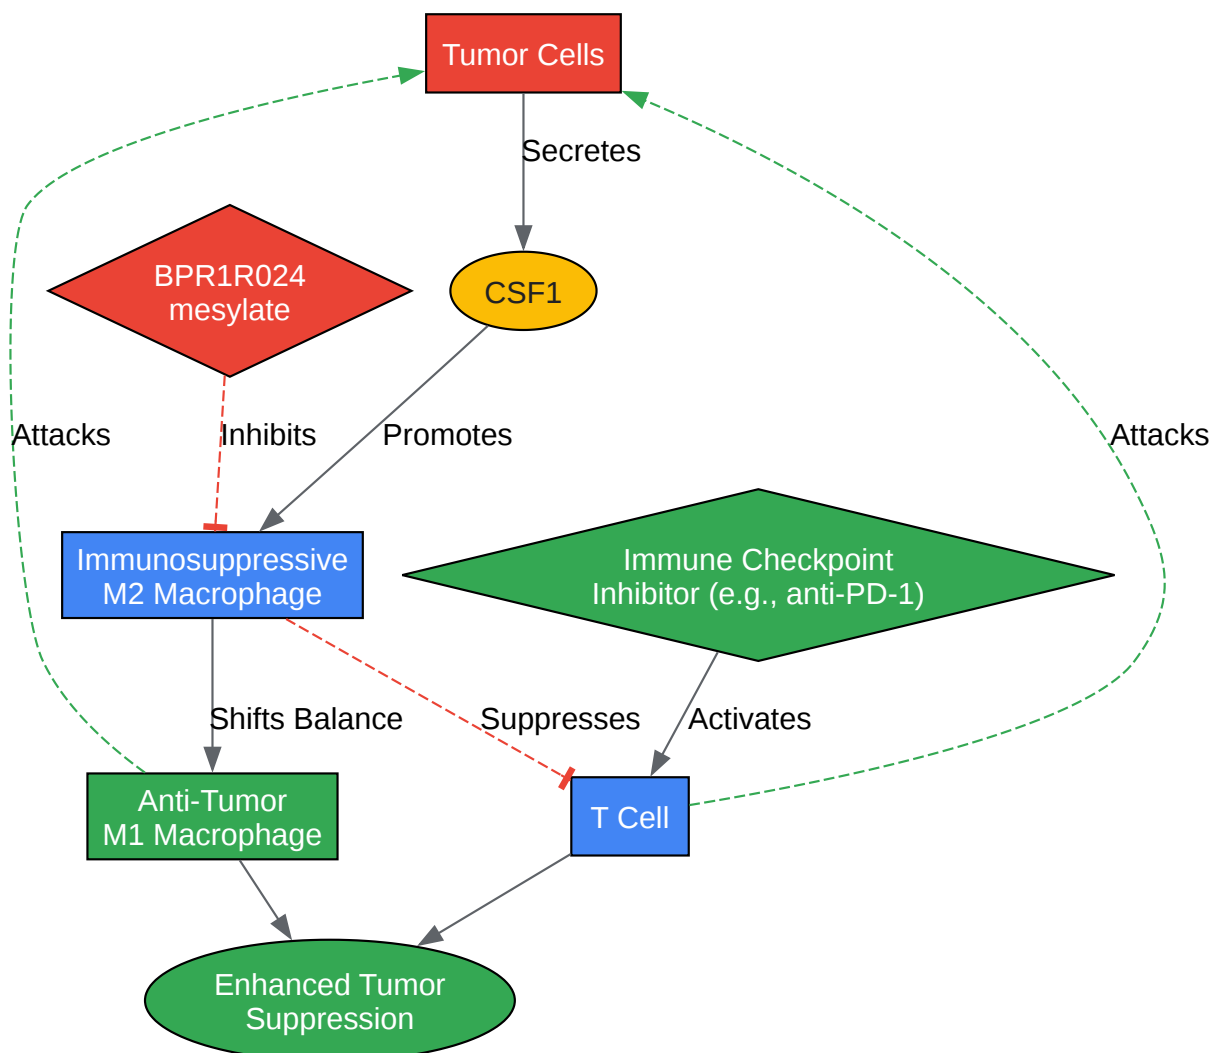 Tumor Cells
Secretes
BPR1R024
mesylate
CSF1
Attacks
Inhibits
Promotes
Attacks
Immunosuppressive
M2 Macrophage
Immune Checkpoint
Inhibitor (e.g., anti-PD-1)
Shifts Balance
Suppresses
Activates
Anti-Tumor
M1 Macrophage
T Cell
Enhanced Tumor
Suppression